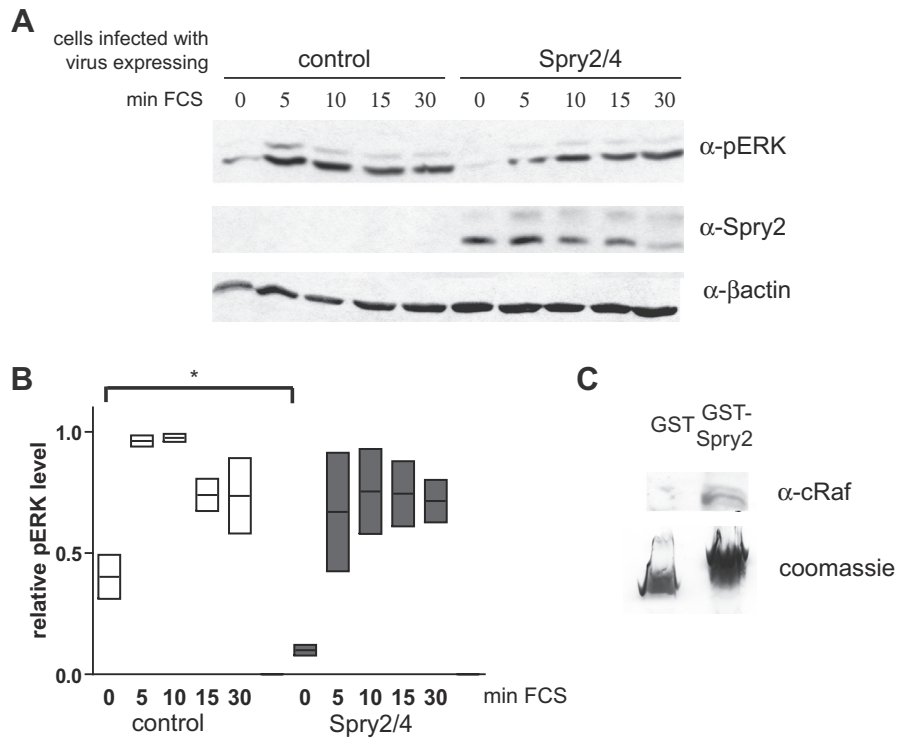 A
cells infected with
virus expressing
control
Spry2/4
min FCS 0 5 10 15 30 0 5 10 15 30
α-pERK
α-Spry2
α-βactin
B
*
relative pERK level
1.0
0.5
0.0
0 5 10 15 30 0 5 10 15 30 min FCS
control
Spry2/4
C
GST
GST-
Spry2
α-cRaf
coomassie